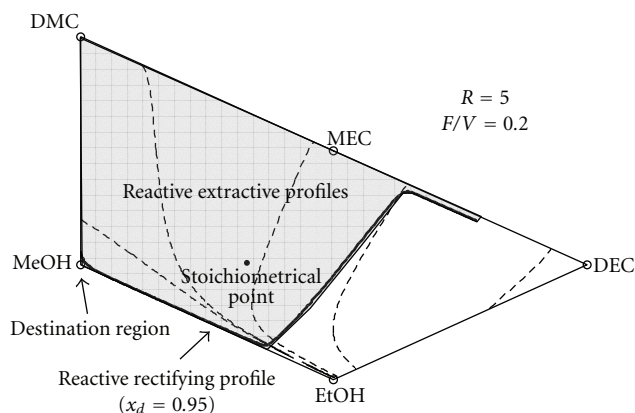 DMC
R = 5
F/V = 0.2
MEC
Reactive extractive profiles
MeOH
Stoichiometrical
point
DEC
Destination region
Reactive rectifying profile
(x_d = 0.95)
EtOH